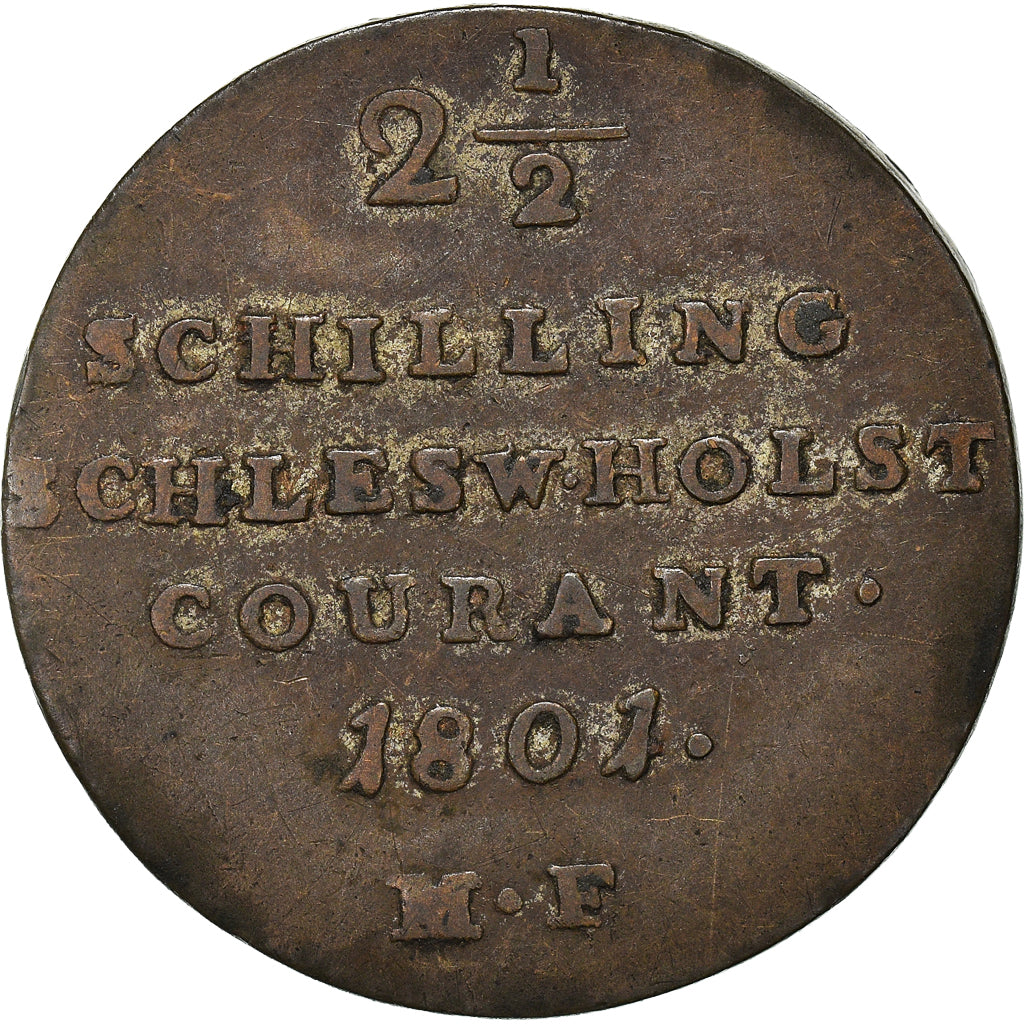 2 1/2
SCHILLING
SCHLESW·HOLST
COURANT·
1801·
M·F